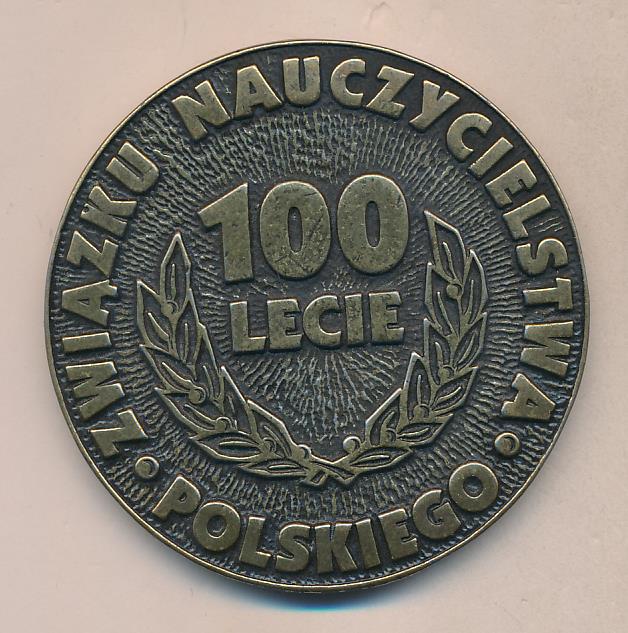 100
LECIE
ZWIĄZKU NAUCZYCIELSTWA
POLSKIEGO